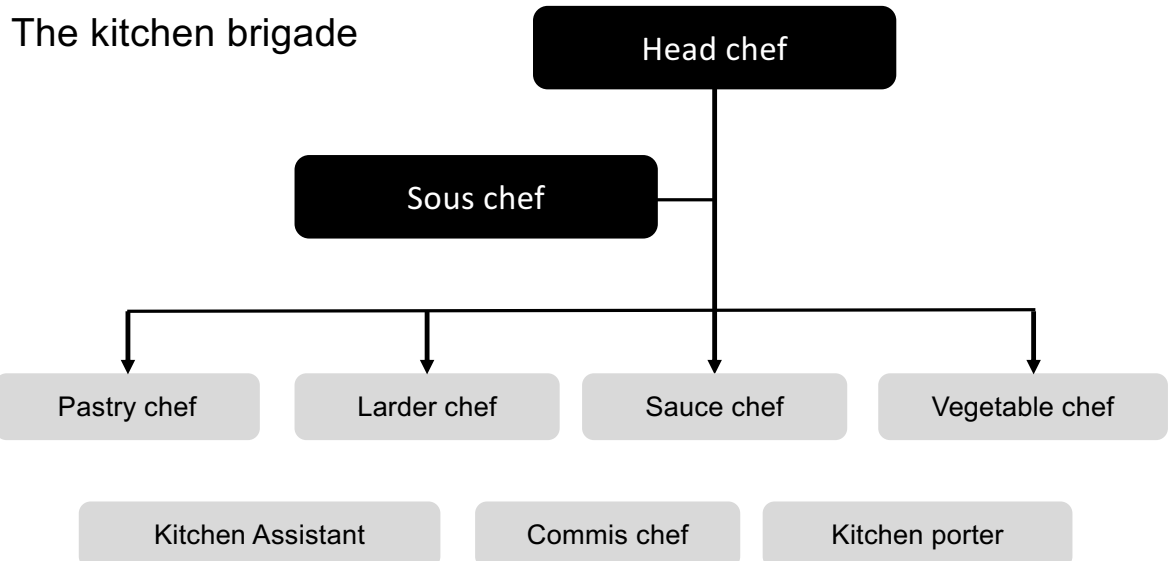 The kitchen brigade
Head chef
Sous chef
Pastry chef
Larder chef
Sauce chef
Vegetable chef
Kitchen Assistant
Commis chef
Kitchen porter